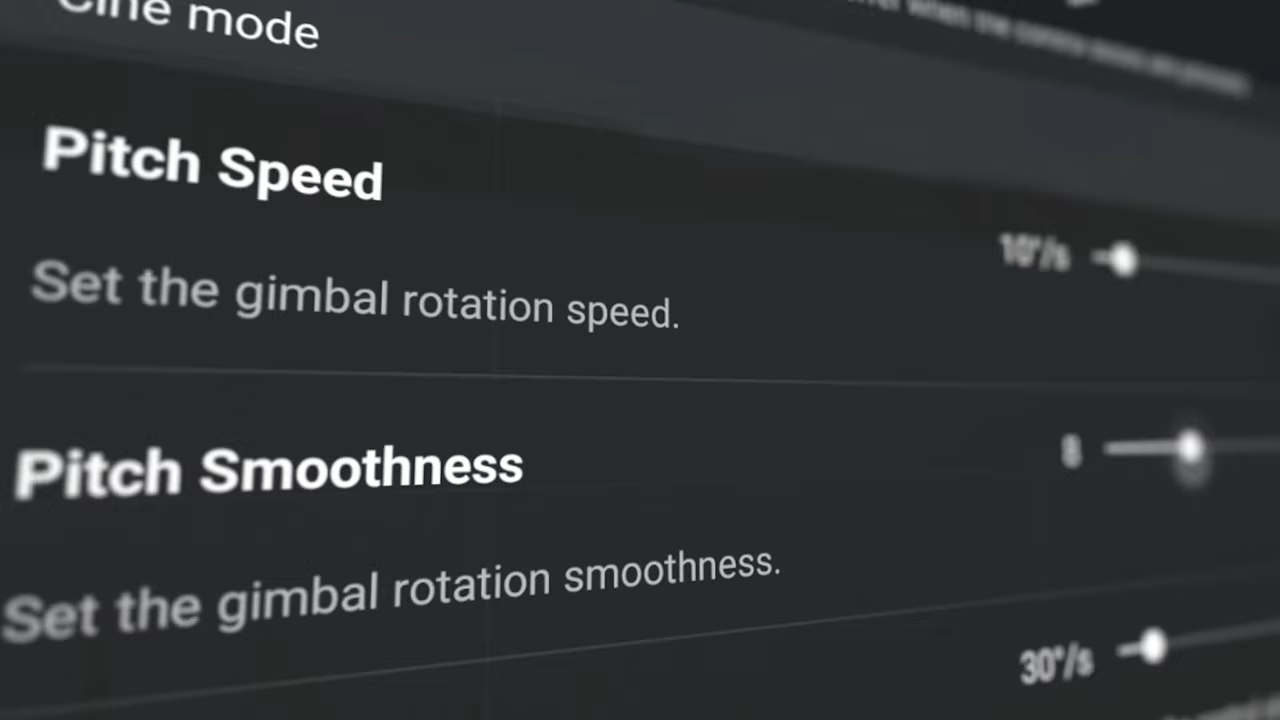 Cine mode
Pitch Speed
10°/s
Set the gimbal rotation speed.
Pitch Smoothness
8
Set the gimbal rotation smoothness.
30°/s